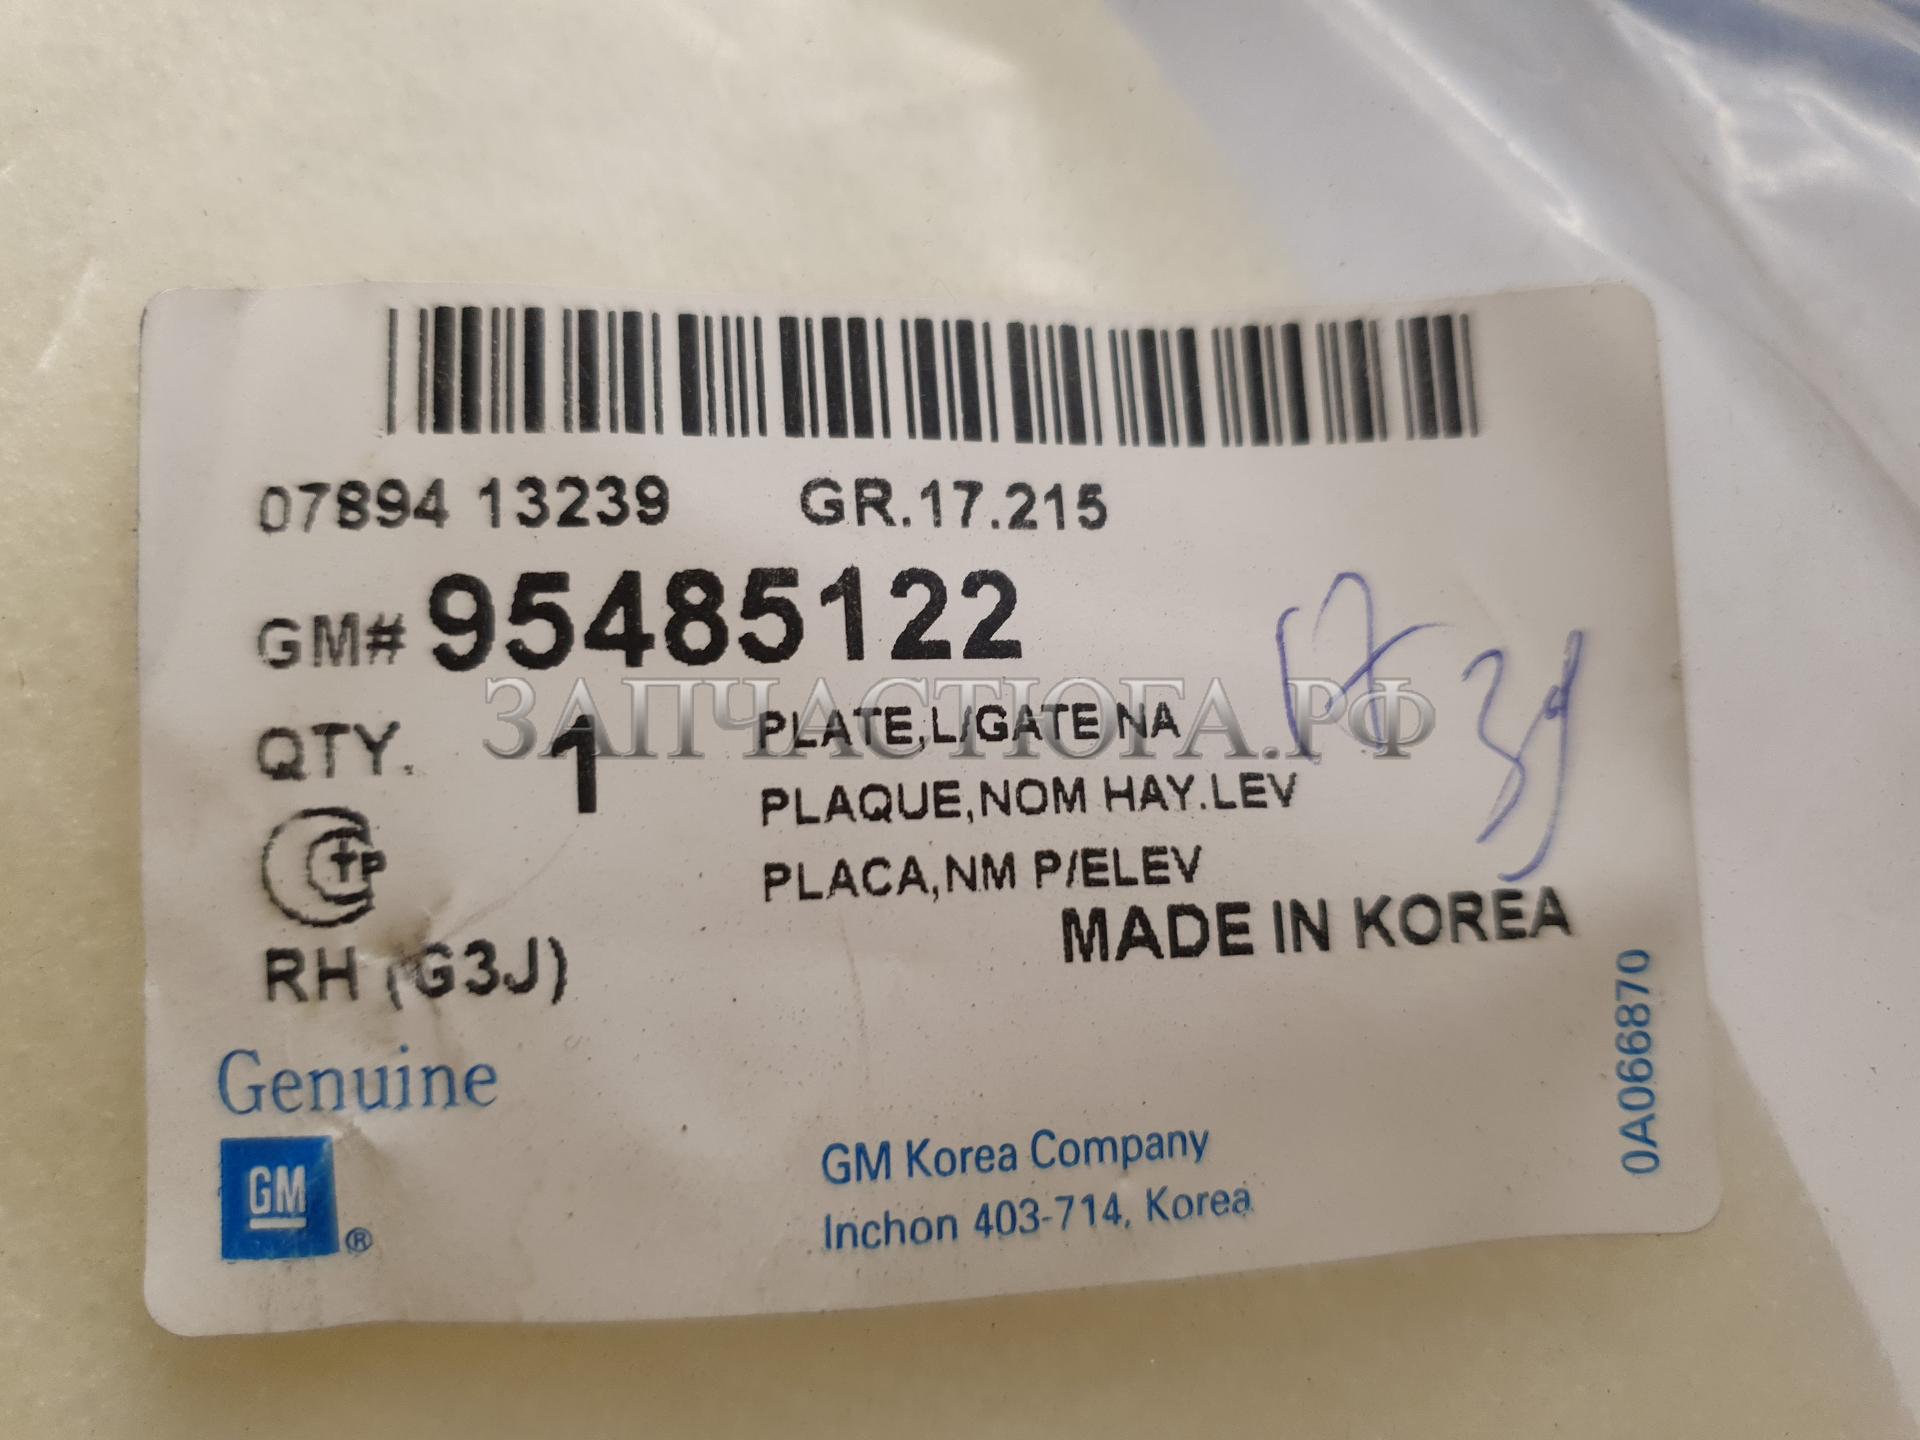 07894 13239 GR.17.215
GM# 95485122
ЗАПЧАСТЮГА.РФ
QTY. 1
PLATE,L/GATE NA
PLAQUE,NOM HAY.LEV
PLACA,NM P/ELEV
MADE IN KOREA
RH (G3J)
Genuine
GM
®
GM Korea Company
Inchon 403-714, Korea
0A066870